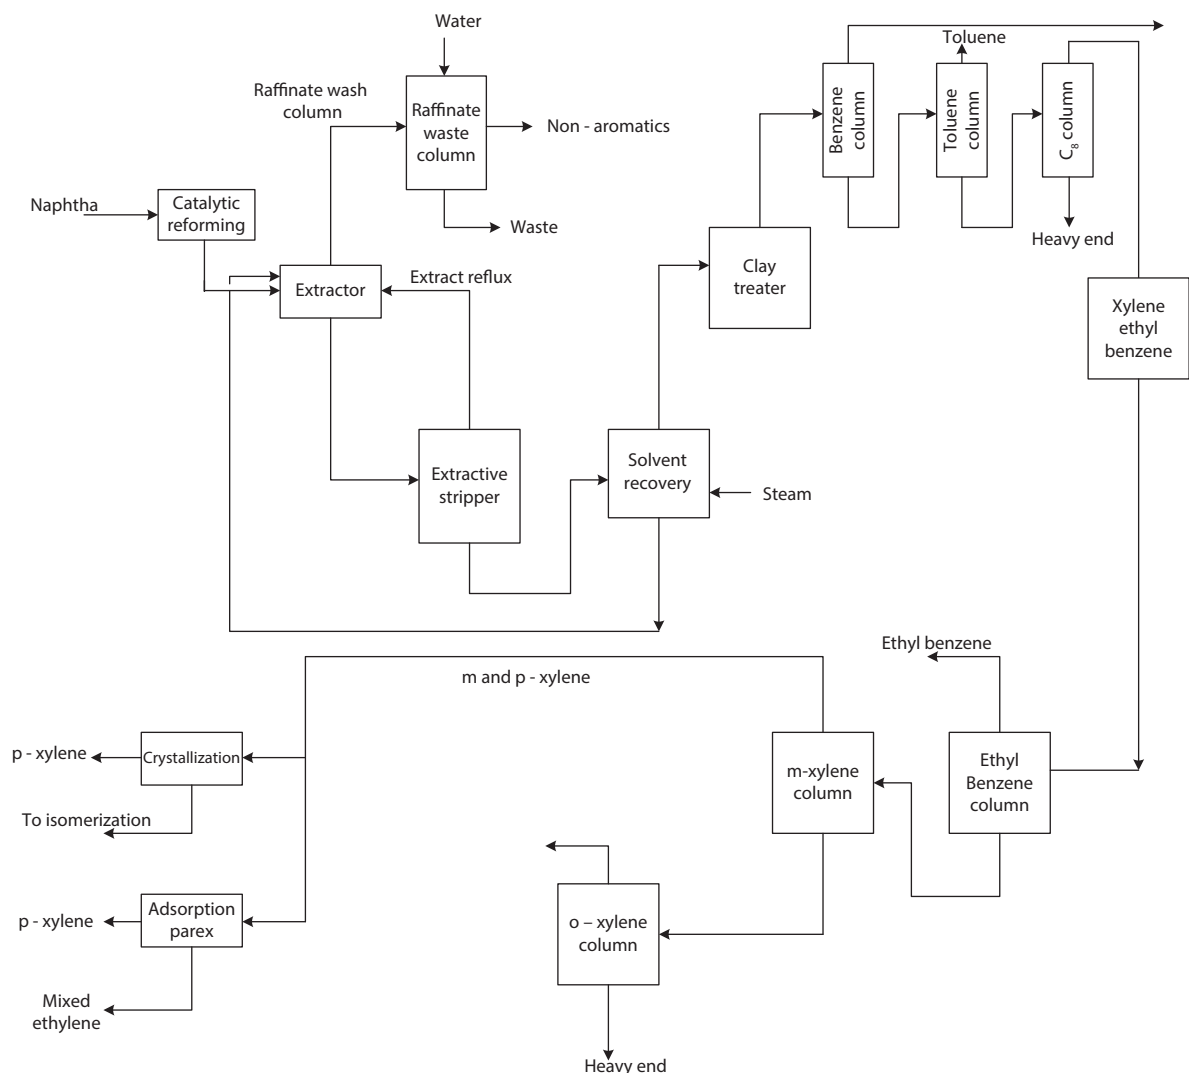 Water
Toluene
Raffinate wash
column
Raffinate
waste
column
Non - aromatics
Benzene
column
Toluene
column
C₈ column
Naphtha
Catalytic
reforming
Waste
Heavy end
Extractor
Extract reflux
Clay
treater
Xylene
ethyl
benzene
Extractive
stripper
Solvent
recovery
Steam
Ethyl benzene
m and p - xylene
p - xylene
Crystallization
m-xylene
column
Ethyl
Benzene
column
To isomerization
p - xylene
Adsorption
parex
o – xylene
column
Mixed
ethylene
Heavy end